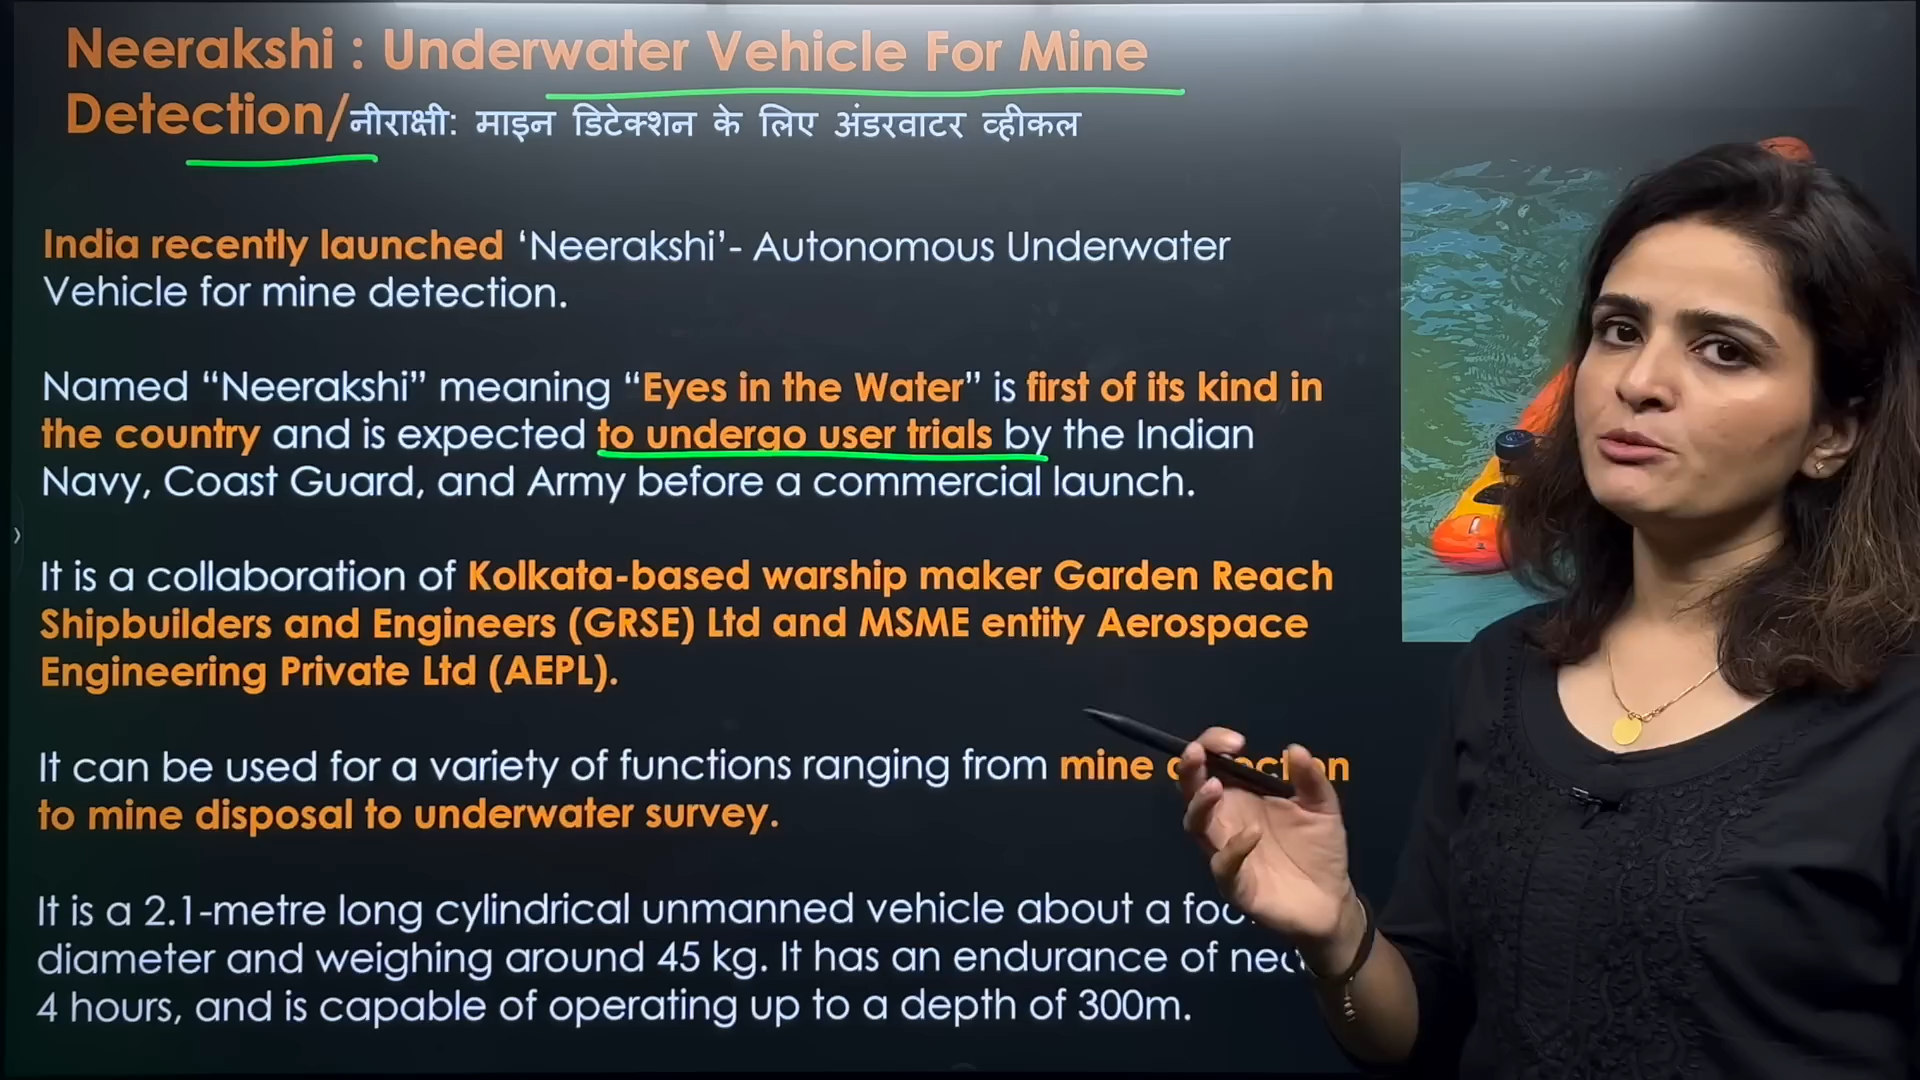 Neerakshi : Underwater Vehicle For Mine
Detection/नीराक्षी: माइन डिटेक्शन के लिए अंडरवाटर व्हीकल
India recently launched ‘Neerakshi’- Autonomous Underwater
Vehicle for mine detection.
Named “Neerakshi” meaning “Eyes in the Water” is first of its kind in
the country and is expected to undergo user trials by the Indian
Navy, Coast Guard, and Army before a commercial launch.
It is a collaboration of Kolkata-based warship maker Garden Reach
Shipbuilders and Engineers (GRSE) Ltd and MSME entity Aerospace
Engineering Private Ltd (AEPL).
It can be used for a variety of functions ranging from mine
to mine disposal to underwater survey.
It is a 2.1-metre long cylindrical unmanned vehicle about a
diameter and weighing around 45 kg. It has an endurance of
4 hours, and is capable of operating up to a depth of 300m.